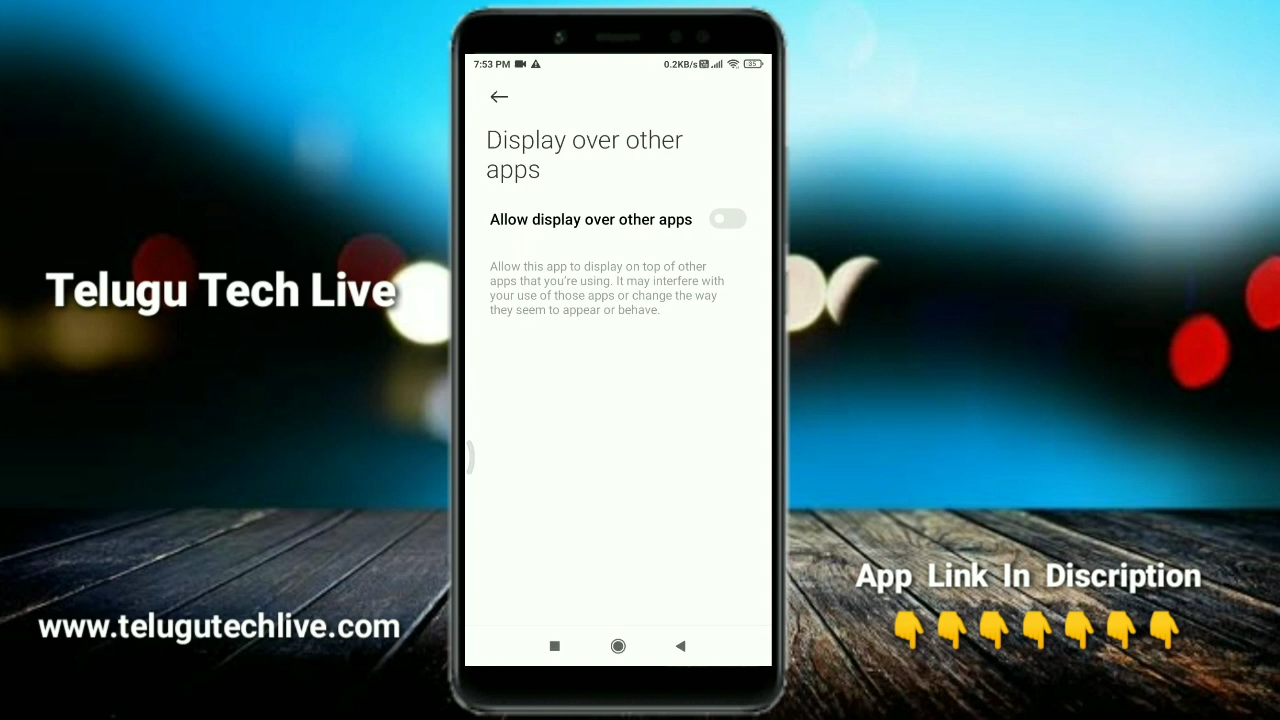 7:53 PM
0.2KB/s
35
Display over other
apps
Allow display over other apps
Allow this app to display on top of other
apps that you're using. It may interfere with
your use of those apps or change the way
they seem to appear or behave.
Telugu Tech Live
www.telugutechlive.com
App Link In Discription
👇👇👇👇👇👇👇